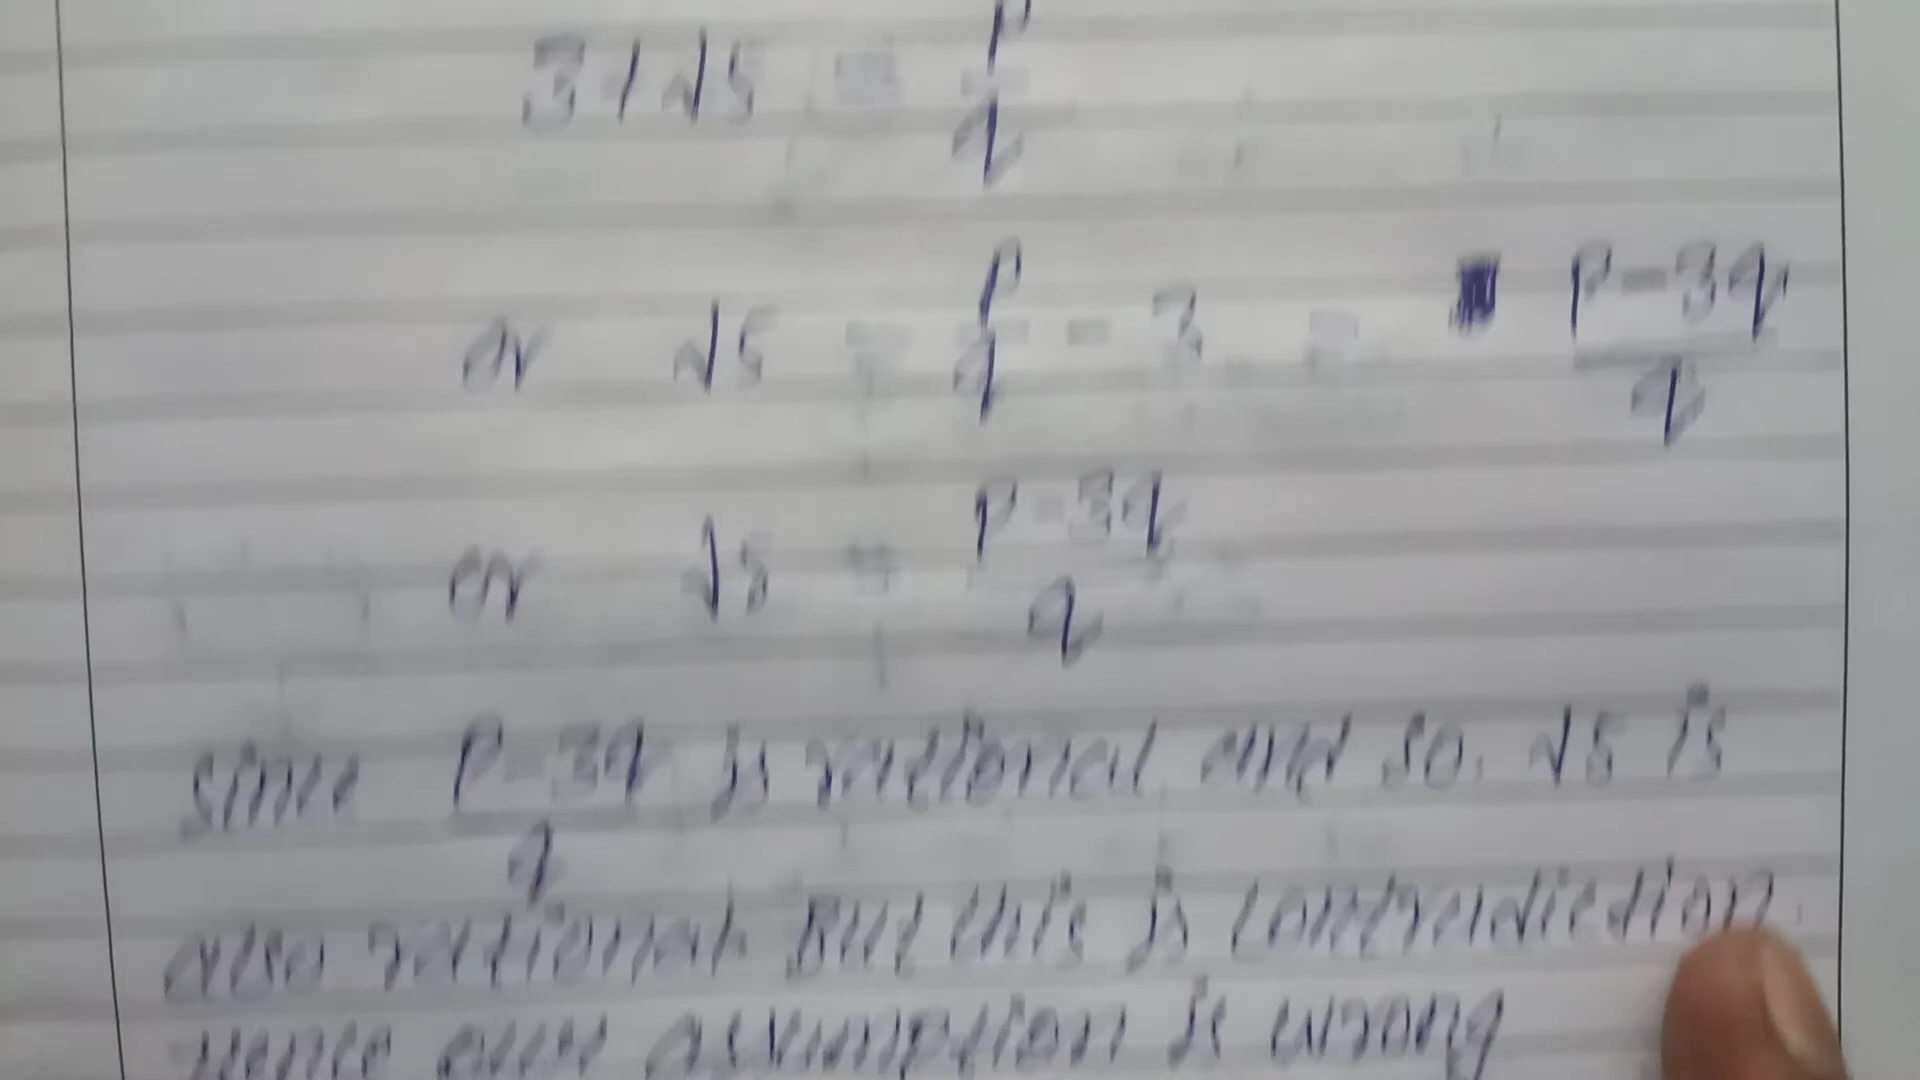 3+√5 = p/q
or √5 = p/q - 3 = p-3q/q
or √5 = p-3q/q
since p-3q/q is rational and so, √5 is
also rational. But this is contradiction.
Hence our assumption is wrong